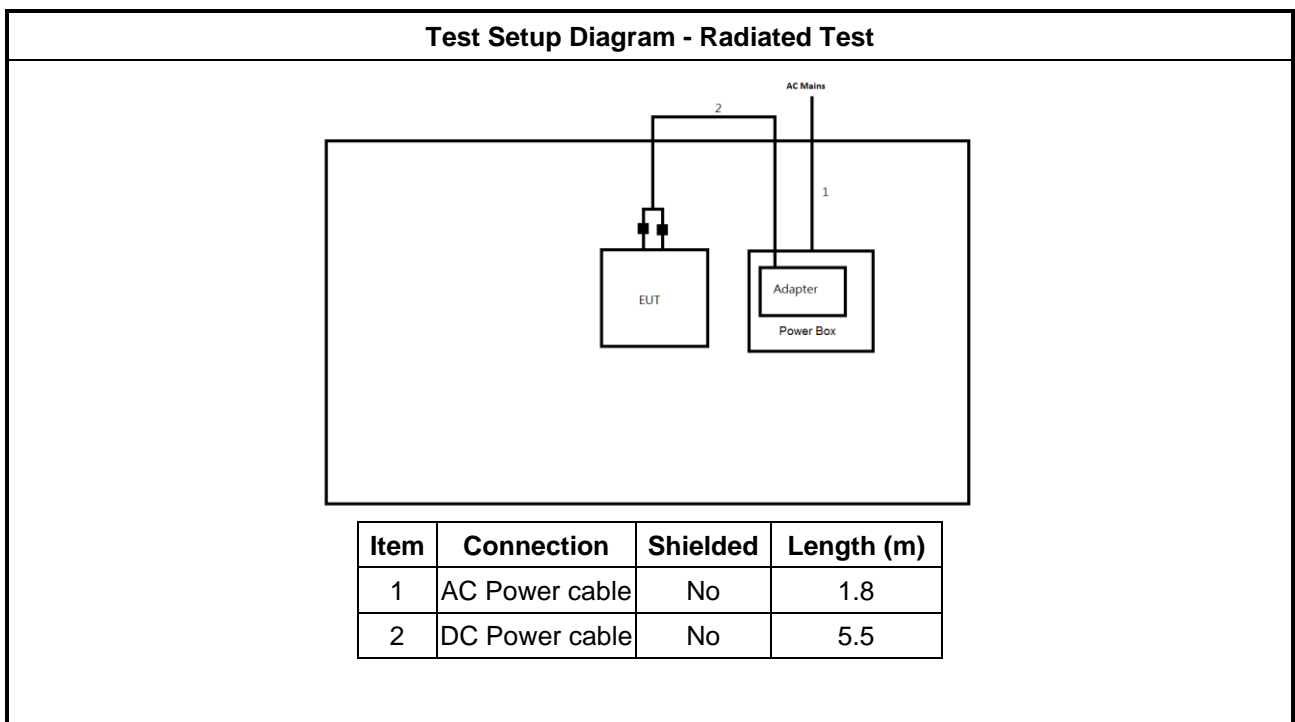 Test Setup Diagram - Radiated Test
AC Mains
2
1
EUT
Adapter
Power Box
Item Connection Shielded Length (m)
1 AC Power cable No 1.8
2 DC Power cable No 5.5